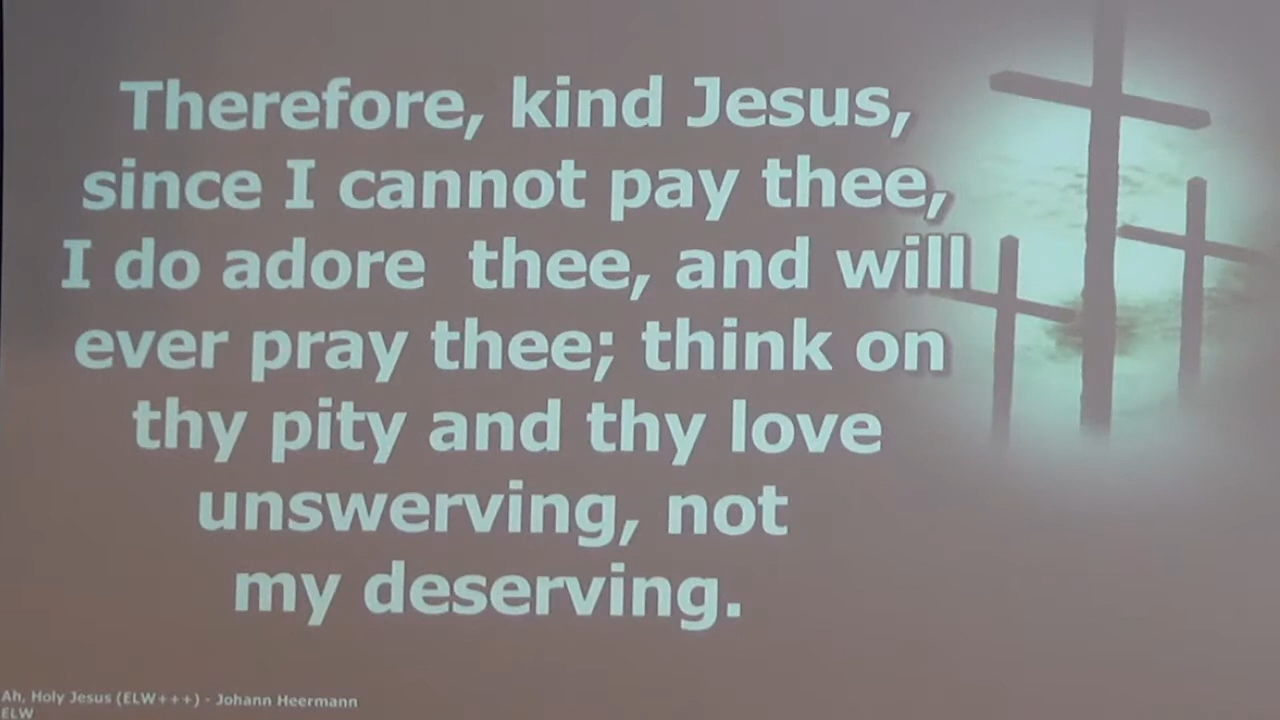 Therefore, kind Jesus,
since I cannot pay thee,
I do adore thee, and will
ever pray thee; think on
thy pity and thy love
unswerving, not
my deserving.
Ah, Holy Jesus (ELW+++) - Johann Heermann
ELW